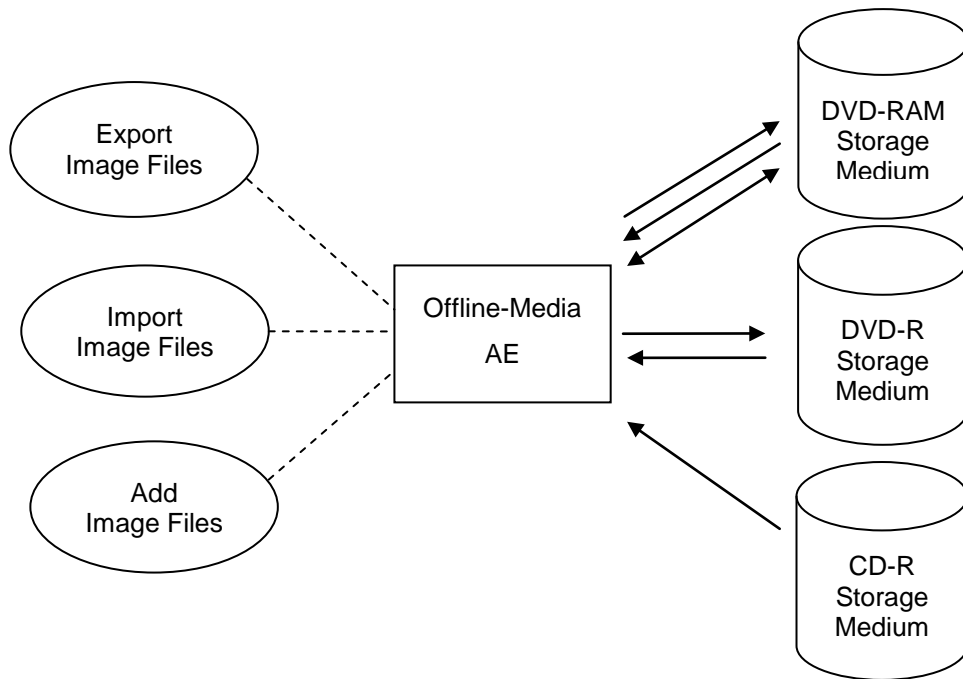 Export
Image Files
Import
Image Files
Add
Image Files
Offline-Media
AE
DVD-RAM
Storage
Medium
DVD-R
Storage
Medium
CD-R
Storage
Medium